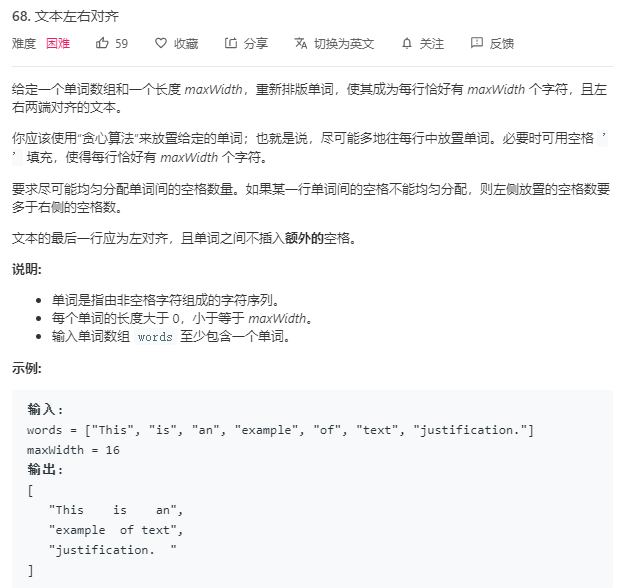 68. 文本左右对齐
难度 困难 59 收藏 分享 切换为英文 关注 反馈
给定一个单词数组和一个长度 maxWidth，重新排版单词，使其成为每行恰好有 maxWidth 个字符，且左
右两端对齐的文本。
你应该使用“贪心算法”来放置给定的单词；也就是说，尽可能多地往每行中放置单词。必要时可用空格 '
' 填充，使得每行恰好有 maxWidth 个字符。
要求尽可能均匀分配单词间的空格数量。如果某一行单词间的空格不能均匀分配，则左侧放置的空格数要
多于右侧的空格数。
文本的最后一行应为左对齐，且单词之间不插入额外的空格。
说明:
• 单词是指由非空格字符组成的字符序列。
• 每个单词的长度大于 0，小于等于 maxWidth。
• 输入单词数组 words 至少包含一个单词。
示例:
输入:
words = ["This", "is", "an", "example", "of", "text", "justification."]
maxWidth = 16
输出:
[
   "This    is    an",
   "example  of text",
   "justification.  "
]